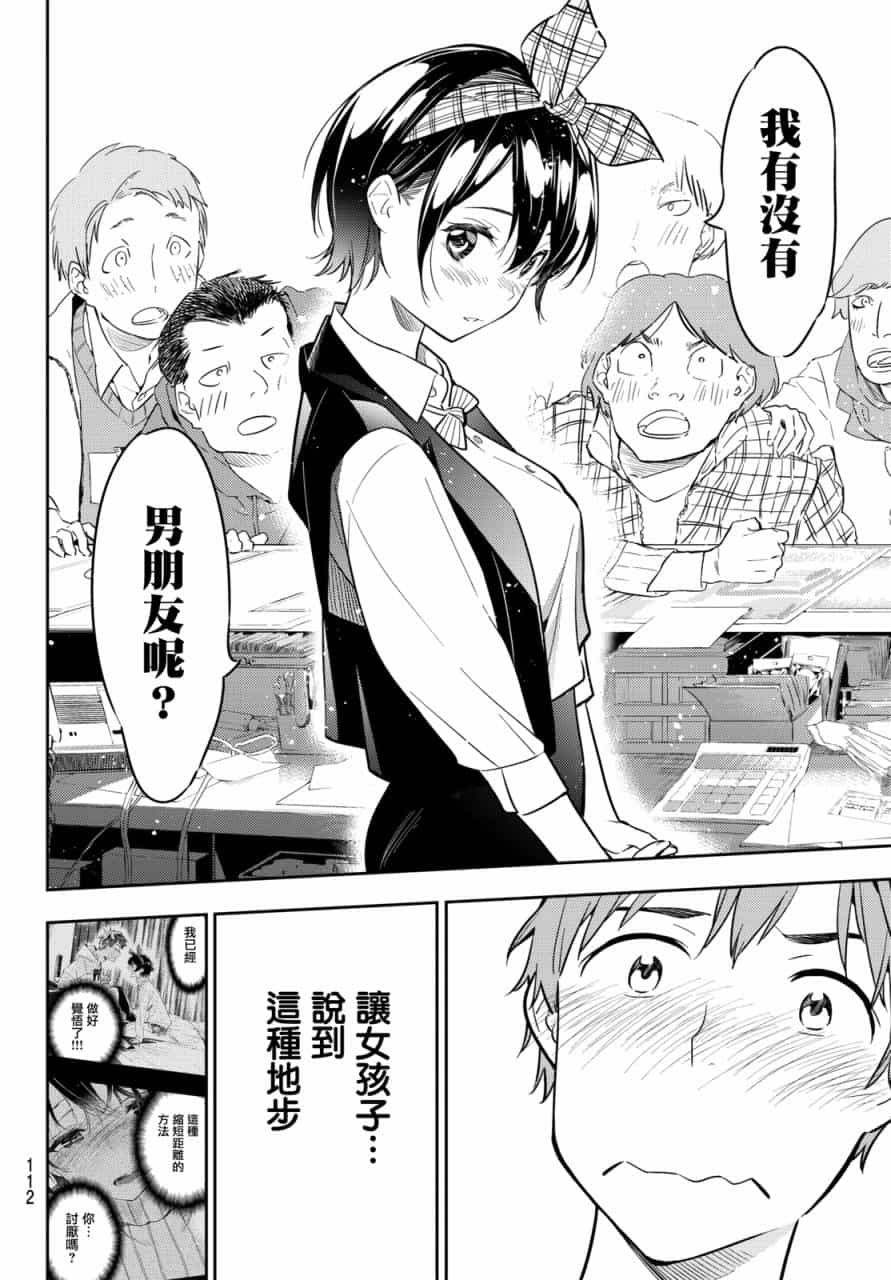 我有沒有
男朋友呢?
讓女孩子…
說到
這種地步
我已經
做好
覺悟了!!!
這種
縮短距離的
方法
你…
討厭嗎?
112